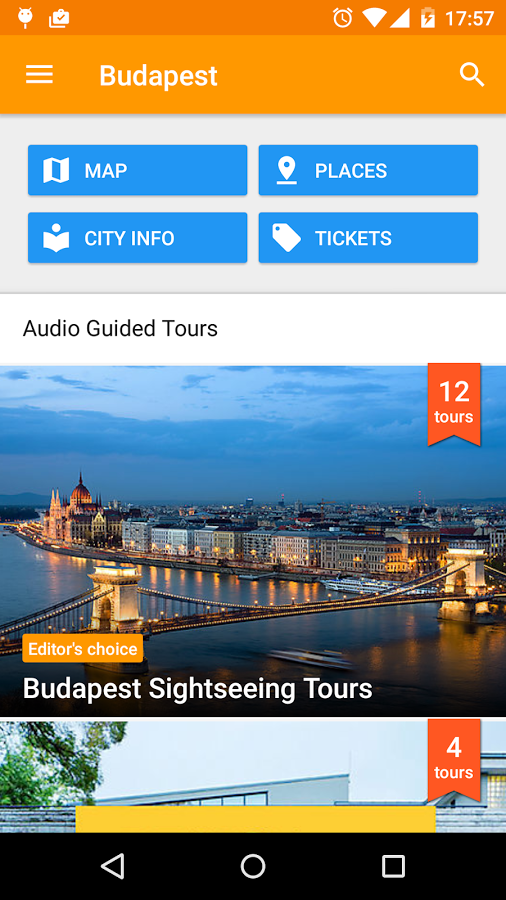 17:57
Budapest
MAP
PLACES
CITY INFO
TICKETS
Audio Guided Tours
12
tours
Editor's choice
Budapest Sightseeing Tours
4
tours